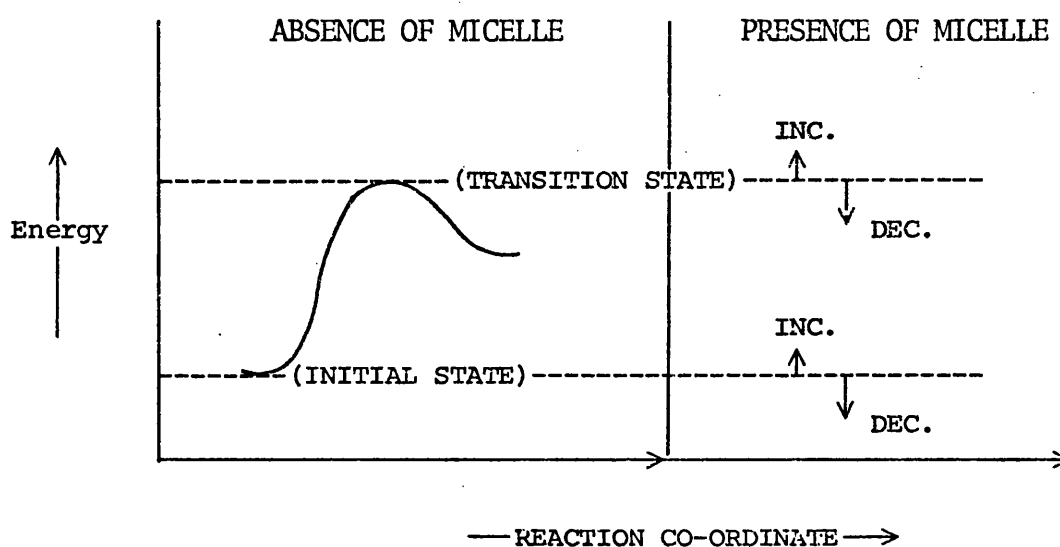 ABSENCE OF MICELLE
PRESENCE OF MICELLE
INC.
(TRANSITION STATE)
Energy
DEC.
INC.
(INITIAL STATE)
DEC.
REACTION CO-ORDINATE